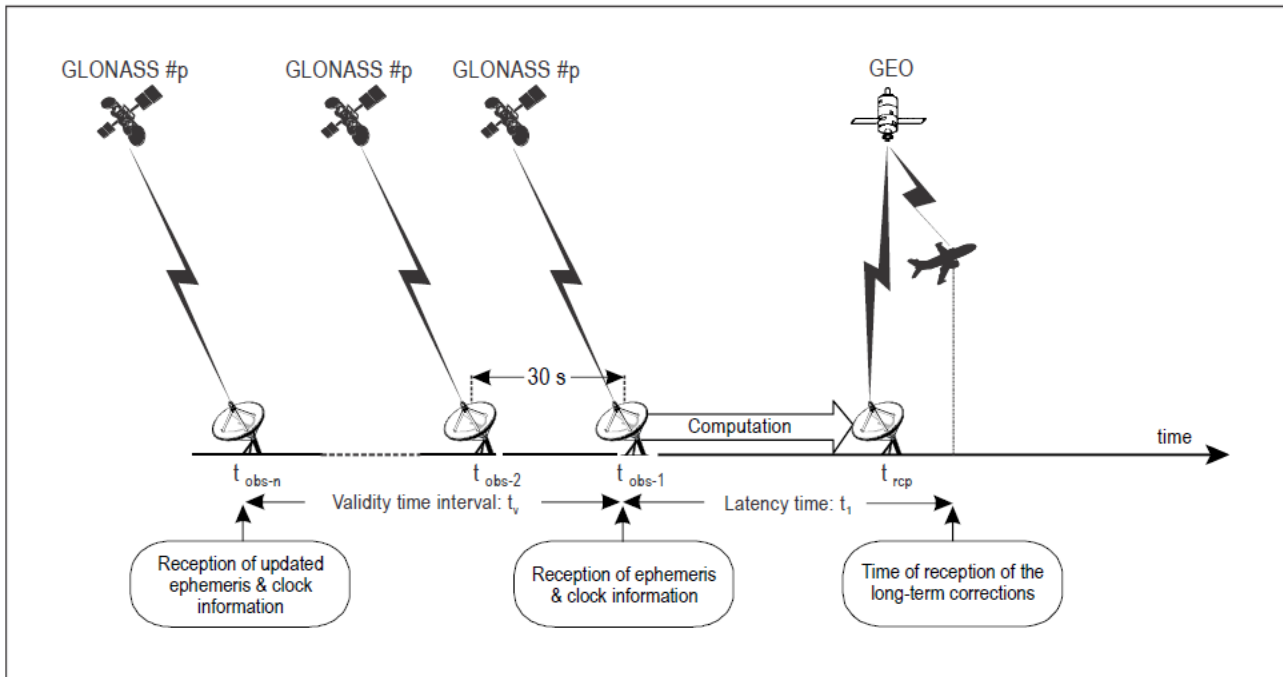 GLONASS #p
GLONASS #p
GLONASS #p
GEO
30 s
Computation
time
t obs-n
t obs-2
t obs-1
t rcp
Validity time interval: tv
Latency time: t1
Reception of updated
ephemeris & clock
information
Reception of ephemeris
& clock information
Time of reception of the
long-term corrections